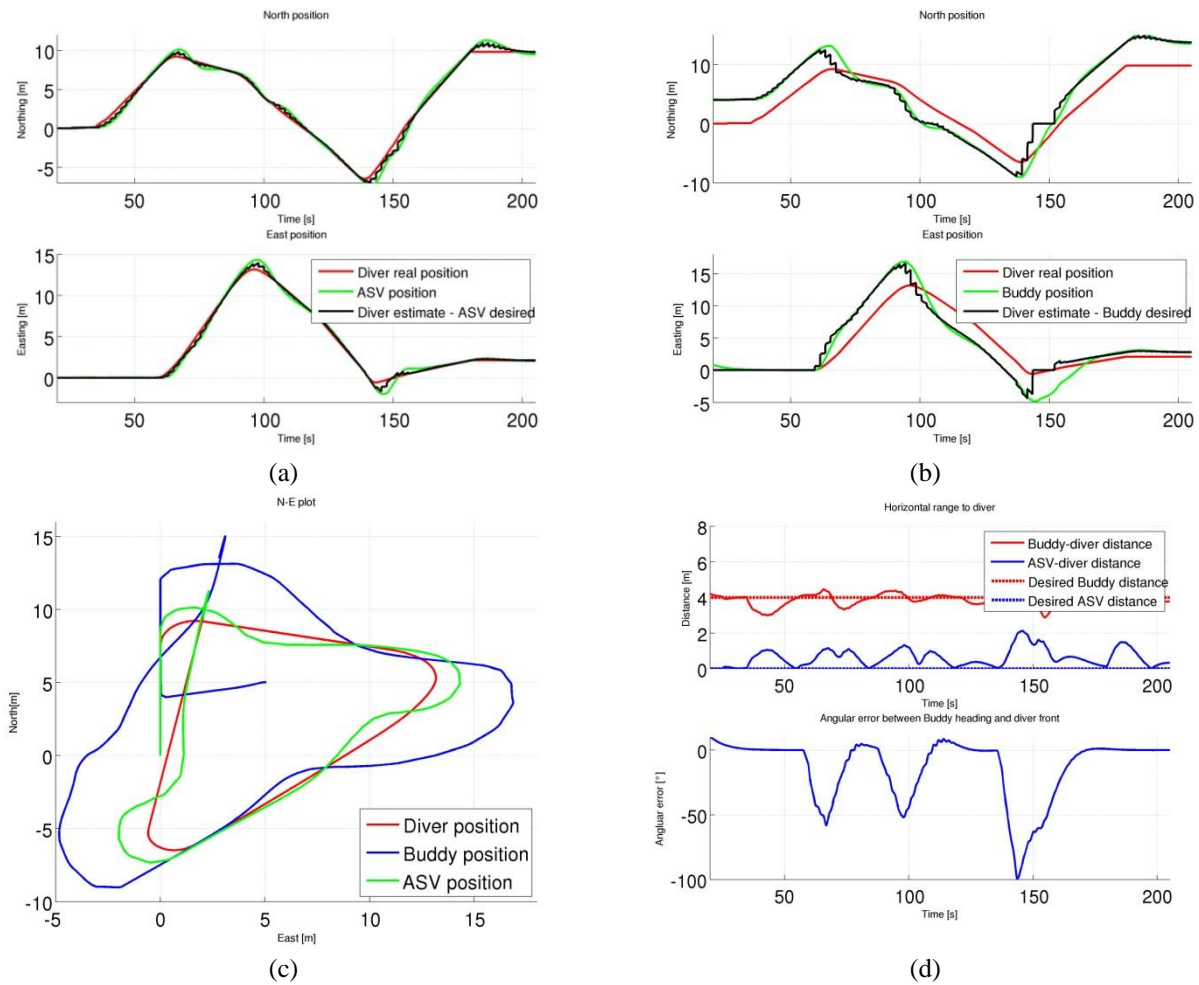 North position
Northing [m]
10
5
0
-5
50
100
150
200
Time [s]
East position
Easting [m]
15
10
5
0
Diver real position
ASV position
Diver estimate - ASV desired
50
100
150
200
Time [s]
(a)
North position
Northing [m]
10
0
-10
50
100
150
200
Time [s]
East position
Easting [m]
15
10
5
0
-5
Diver real position
Buddy position
Diver estimate - Buddy desired
50
100
150
200
Time [s]
(b)
N-E plot
North[m]
15
10
5
0
-5
-10
Diver position
Buddy position
ASV position
-5
0
5
10
15
East [m]
(c)
Horizontal range to diver
Distance [m]
8
6
4
2
0
Buddy-diver distance
ASV-diver distance
Desired Buddy distance
Desired ASV distance
50
100
150
200
Time [s]
Angular error between Buddy heading and diver front
Angluar error [°]
0
-50
-100
50
100
150
200
Time [s]
(d)